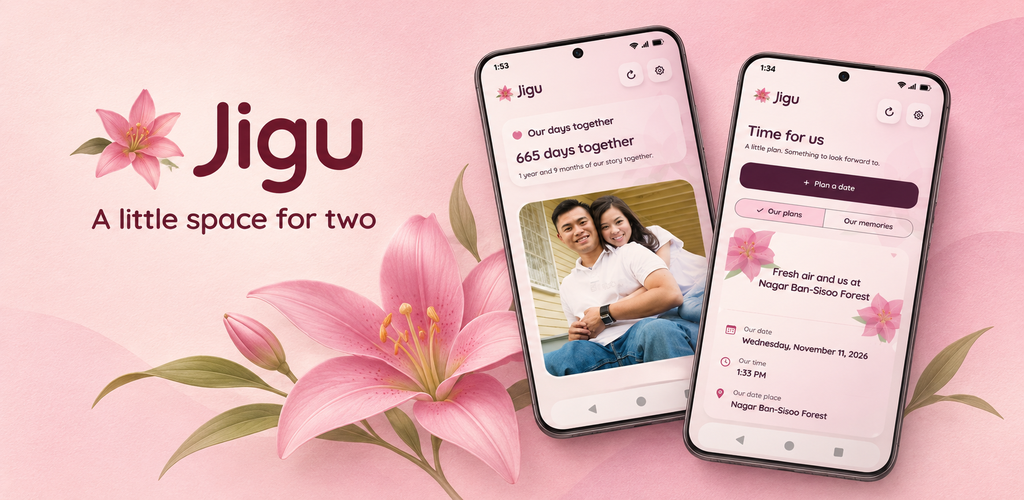 Jigu
A little space for two
1:53
Jigu
Our days together
665 days together
1 year and 9 months of our story together.
1:34
Jigu
Time for us
A little plan. Something to look forward to.
+ Plan a date
Our plans
Our memories
Fresh air and us at
Nagar Ban-Sisoo Forest
Our date
Wednesday, November 11, 2026
Our time
1:33 PM
Our date place
Nagar Ban-Sisoo Forest